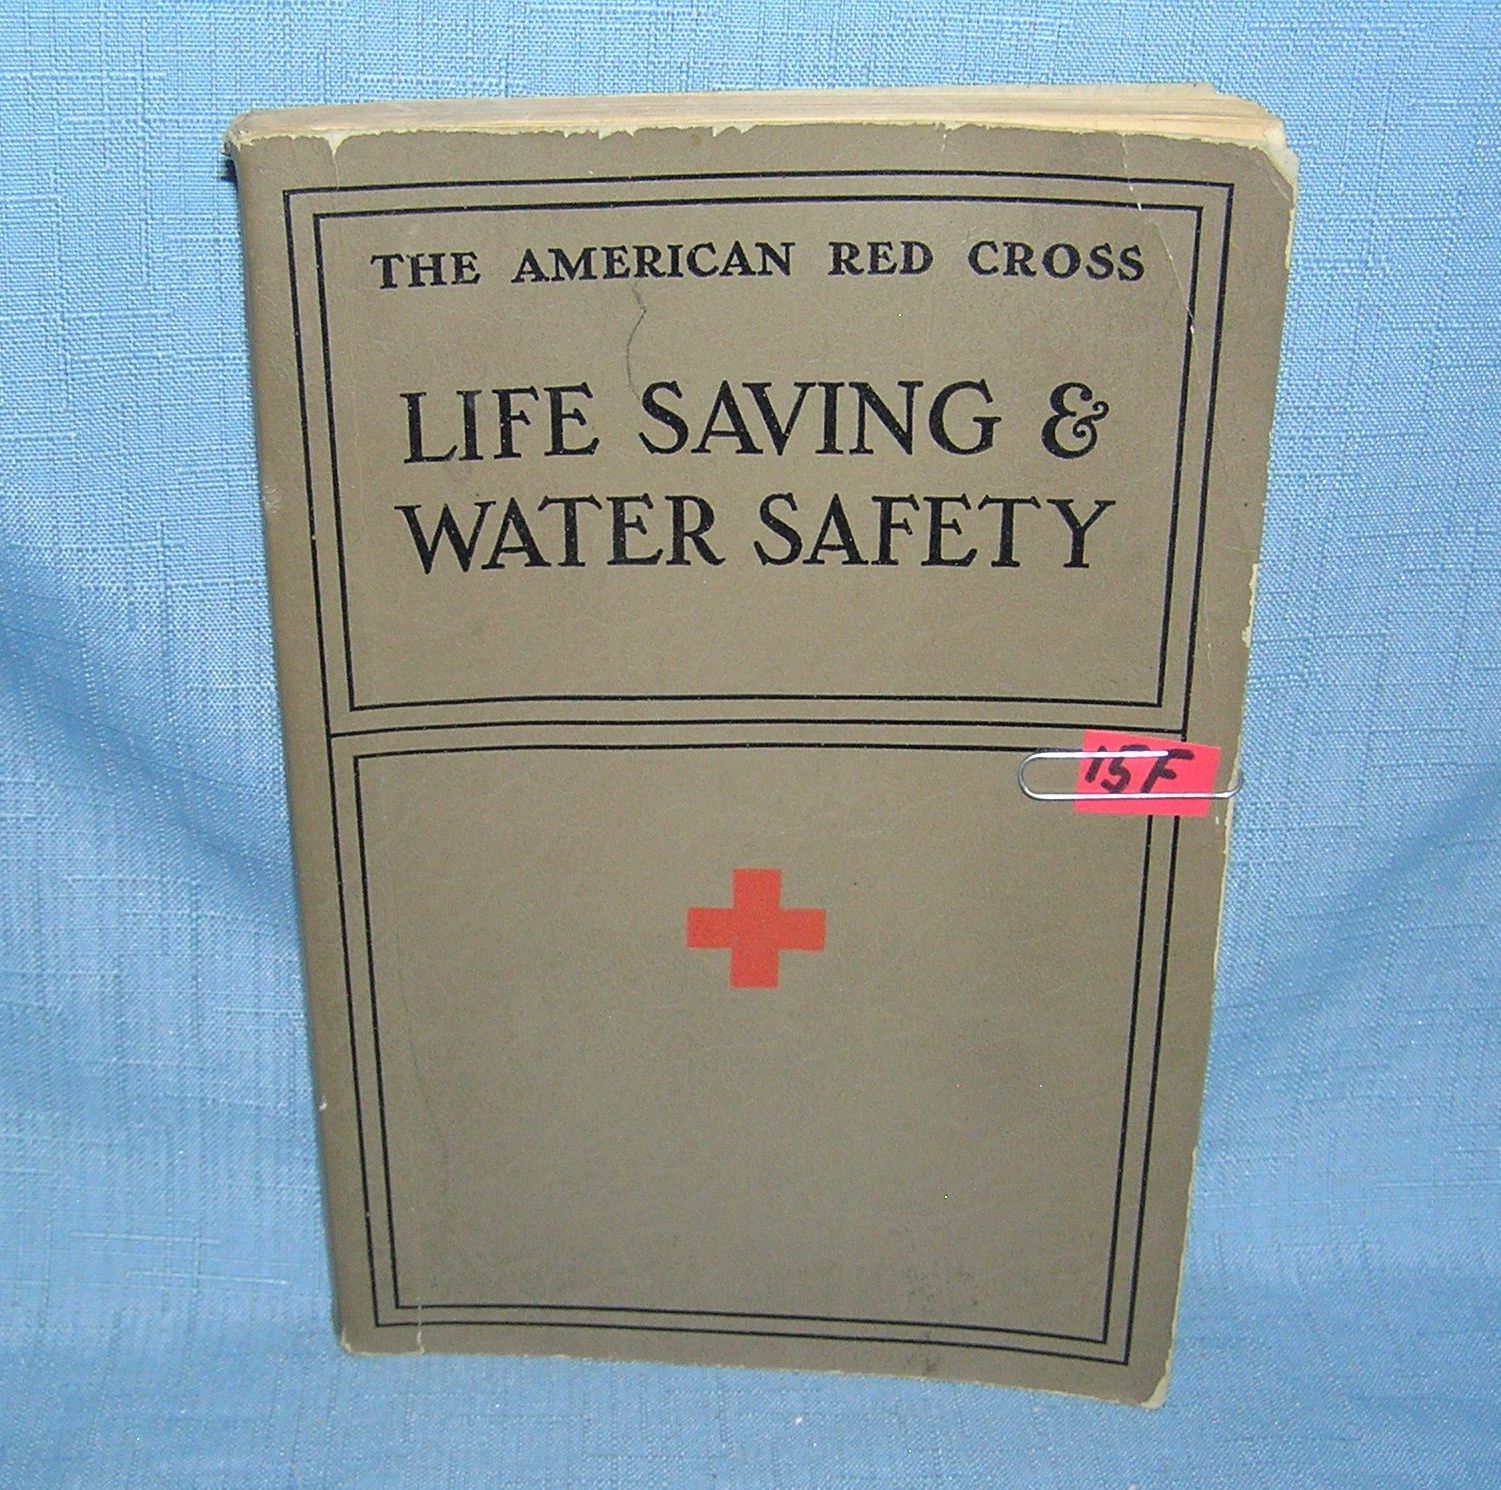 THE AMERICAN RED CROSS
LIFE SAVING &
WATER SAFETY
15F